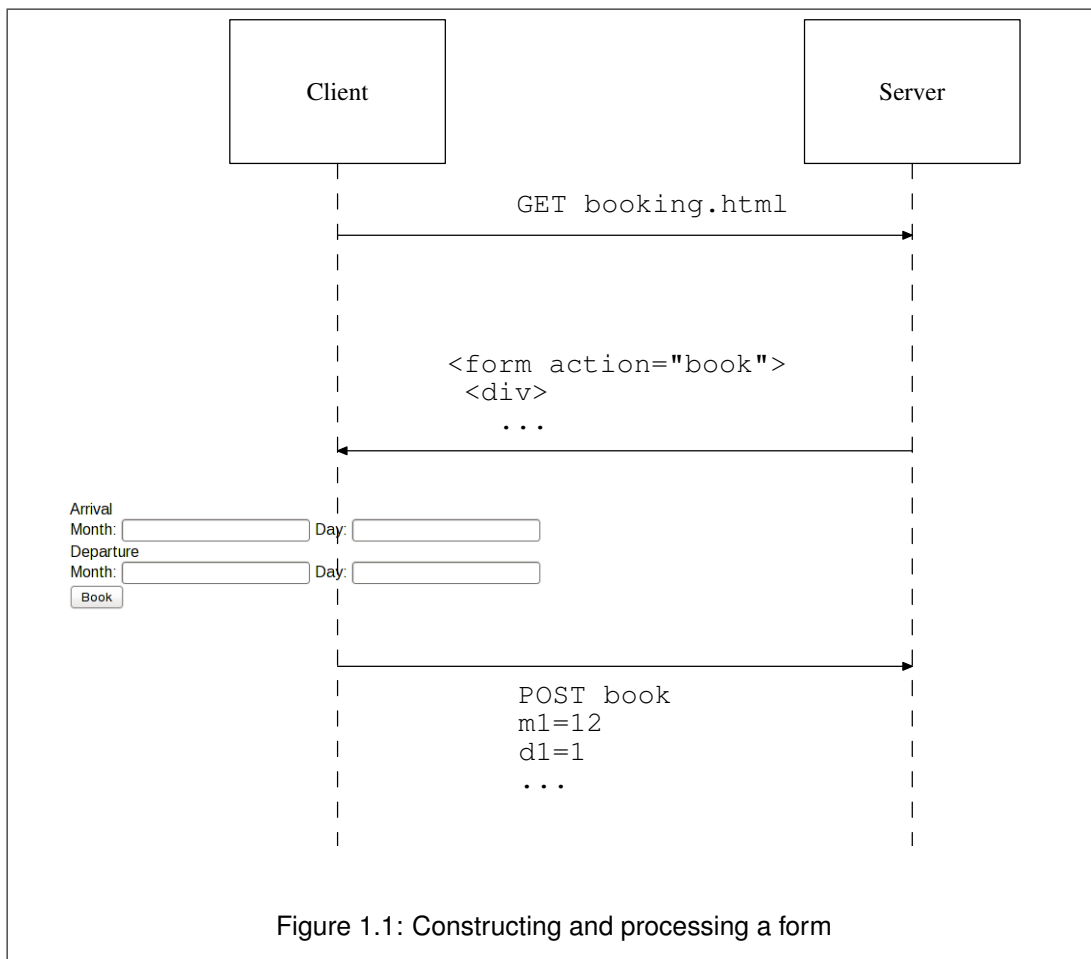 Client
Server
GET booking.html
<form action="book">
<div>
...
Arrival
Month: Day:
Departure
Month: Day:
Book
POST book
m1=12
d1=1
...
Figure 1.1: Constructing and processing a form